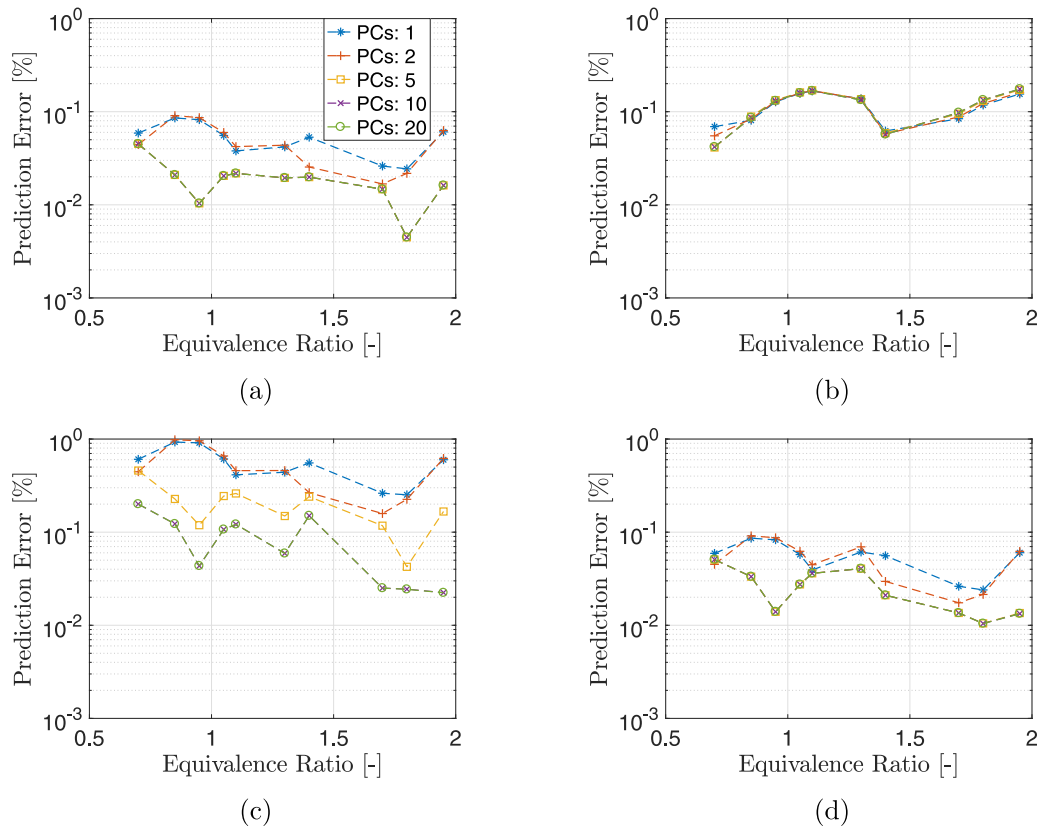 10^0
10^-1
10^-2
10^-3
Prediction Error [%]
0.5
1
1.5
2
Equivalence Ratio [-]
PCs: 1
PCs: 2
PCs: 5
PCs: 10
PCs: 20
(a)
10^0
10^-1
10^-2
10^-3
Prediction Error [%]
0.5
1
1.5
2
Equivalence Ratio [-]
(b)
10^0
10^-1
10^-2
10^-3
Prediction Error [%]
0.5
1
1.5
2
Equivalence Ratio [-]
(c)
10^0
10^-1
10^-2
10^-3
Prediction Error [%]
0.5
1
1.5
2
Equivalence Ratio [-]
(d)